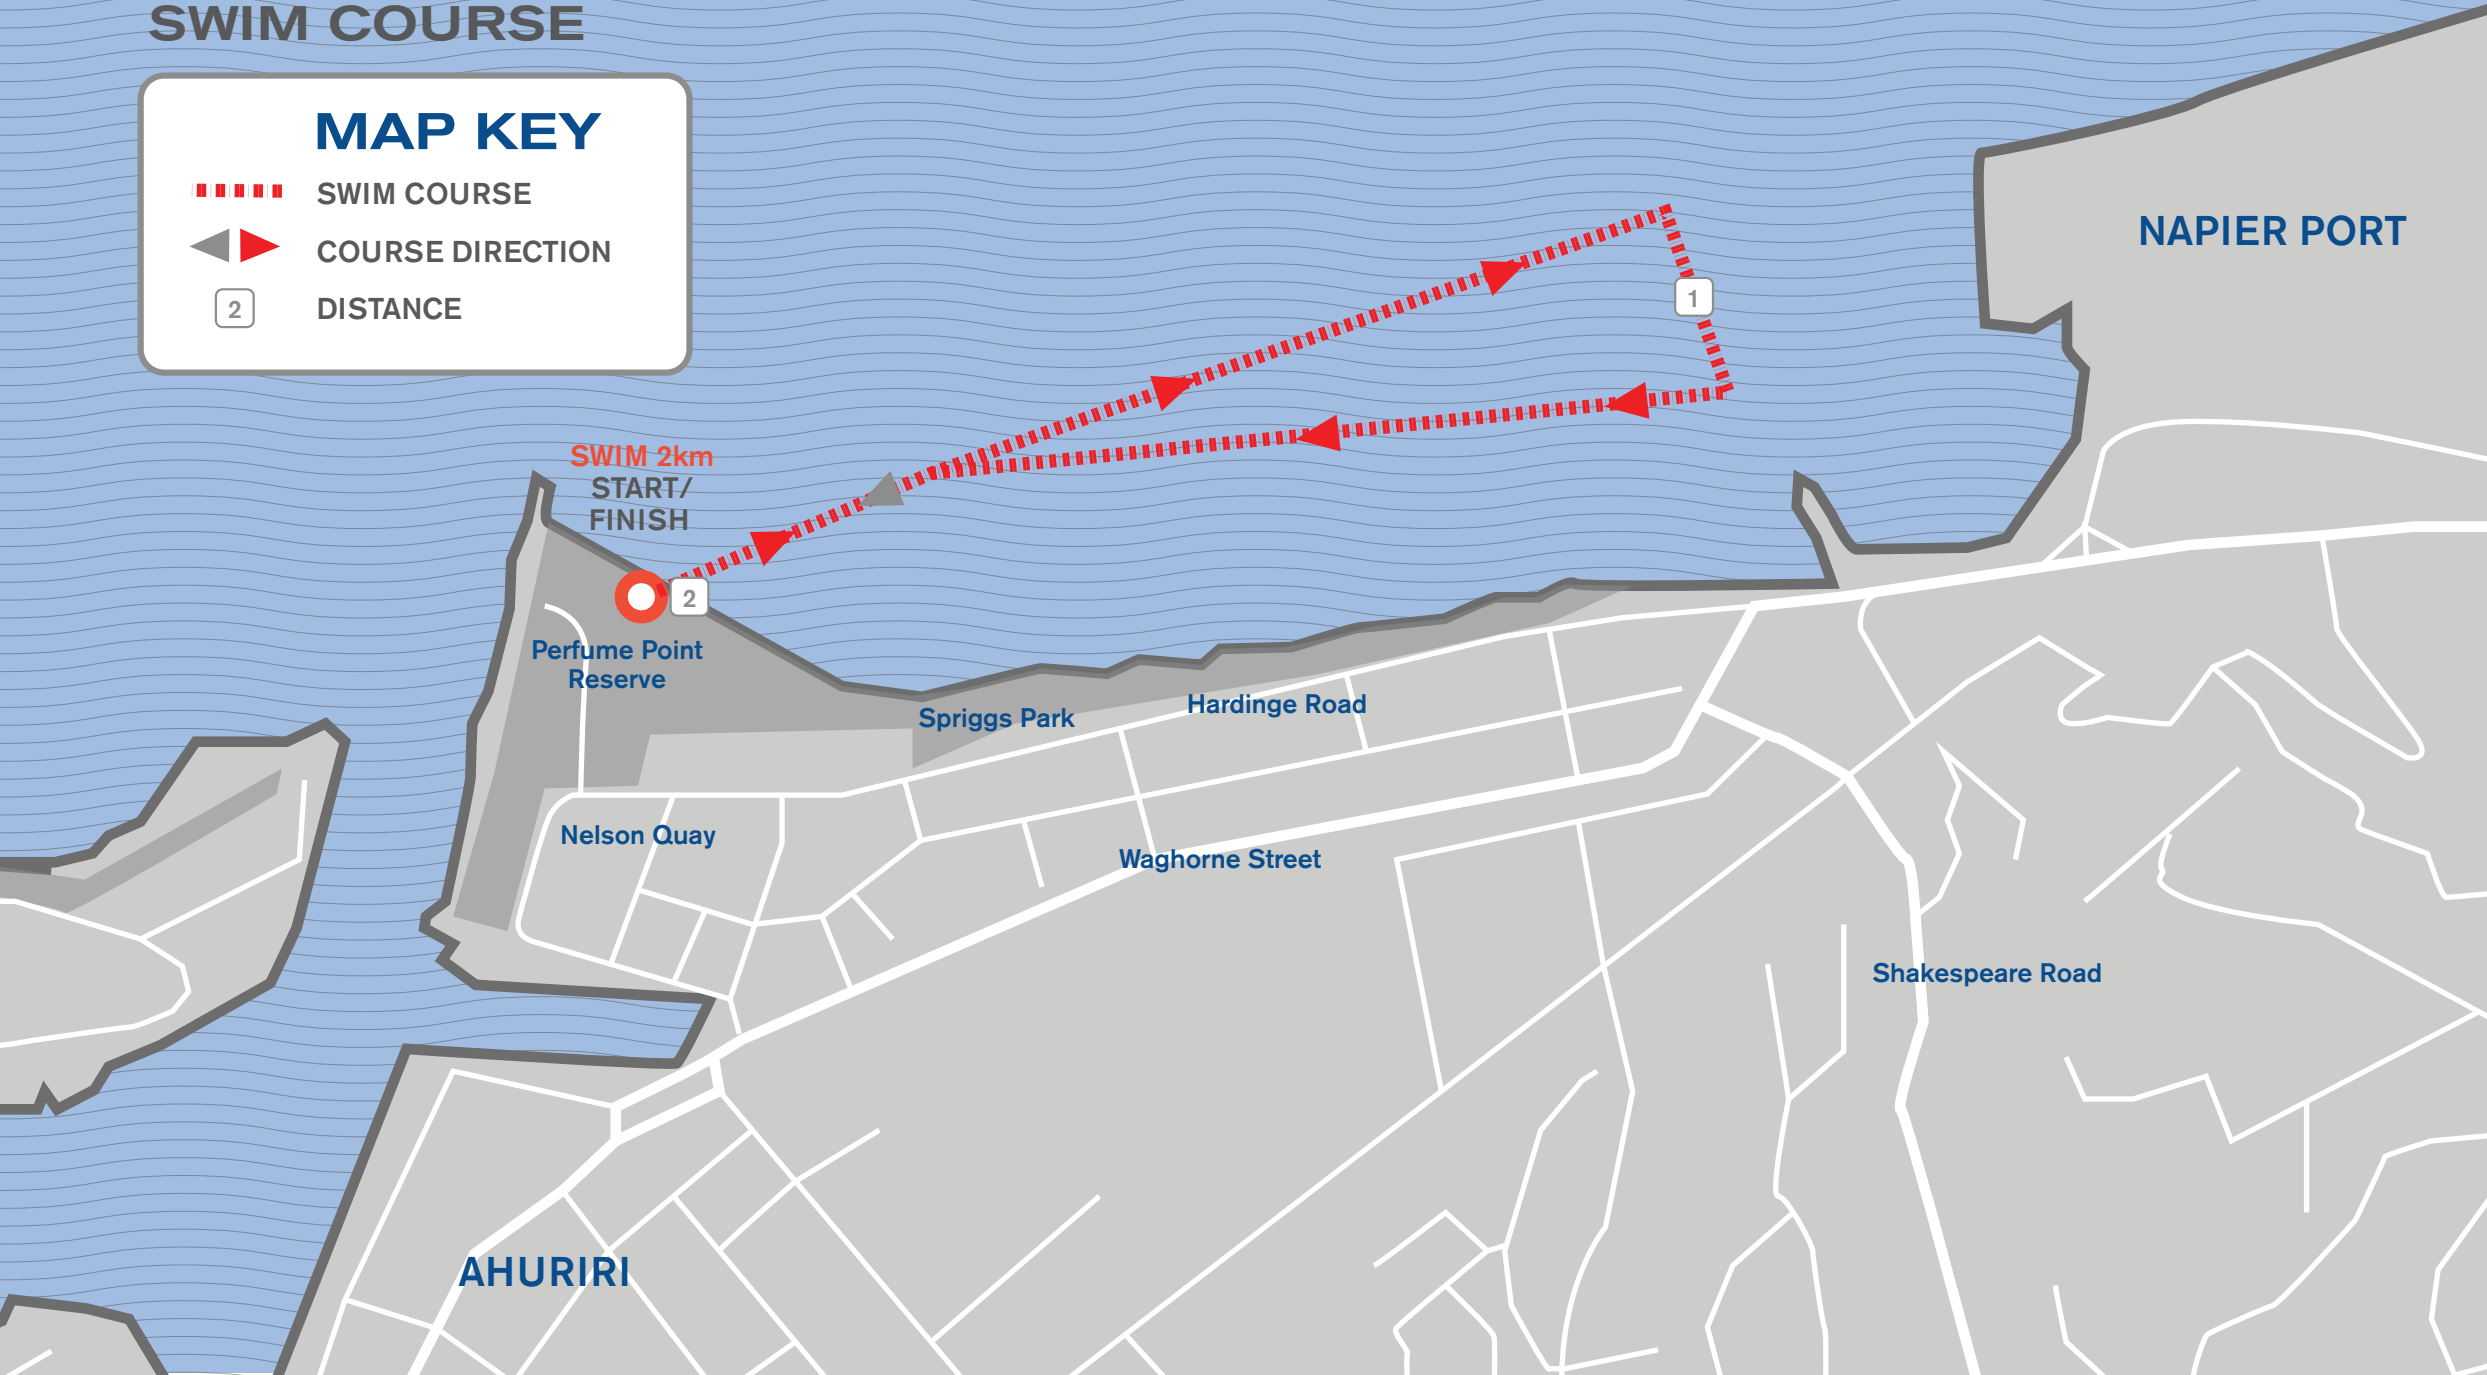 SWIM COURSE
MAP KEY
SWIM COURSE
COURSE DIRECTION
2 DISTANCE
NAPIER PORT
1
SWIM 2km
START/
FINISH
2
Perfume Point
Reserve
Spriggs Park
Hardinge Road
Nelson Quay
Waghorne Street
Shakespeare Road
AHURIRI